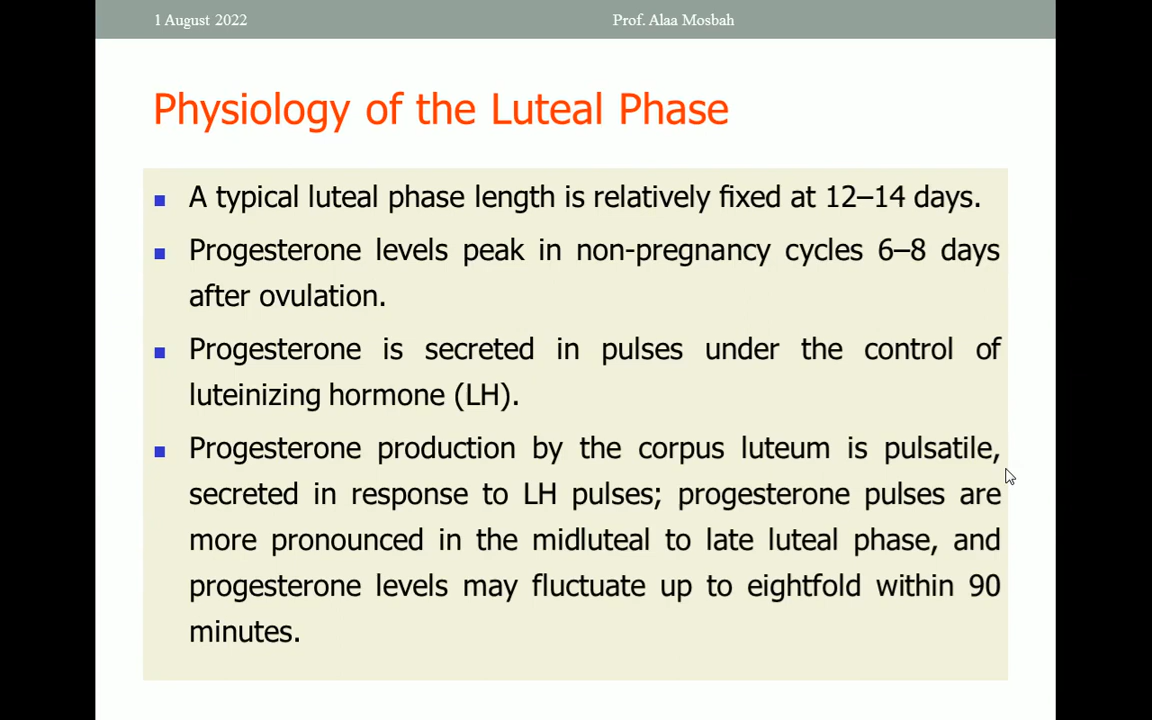 1 August 2022
Prof. Alaa Mosbah
Physiology of the Luteal Phase
A typical luteal phase length is relatively fixed at 12–14 days.
Progesterone levels peak in non-pregnancy cycles 6–8 days
after ovulation.
Progesterone is secreted in pulses under the control of
luteinizing hormone (LH).
Progesterone production by the corpus luteum is pulsatile,
secreted in response to LH pulses; progesterone pulses are
more pronounced in the midluteal to late luteal phase, and
progesterone levels may fluctuate up to eightfold within 90
minutes.